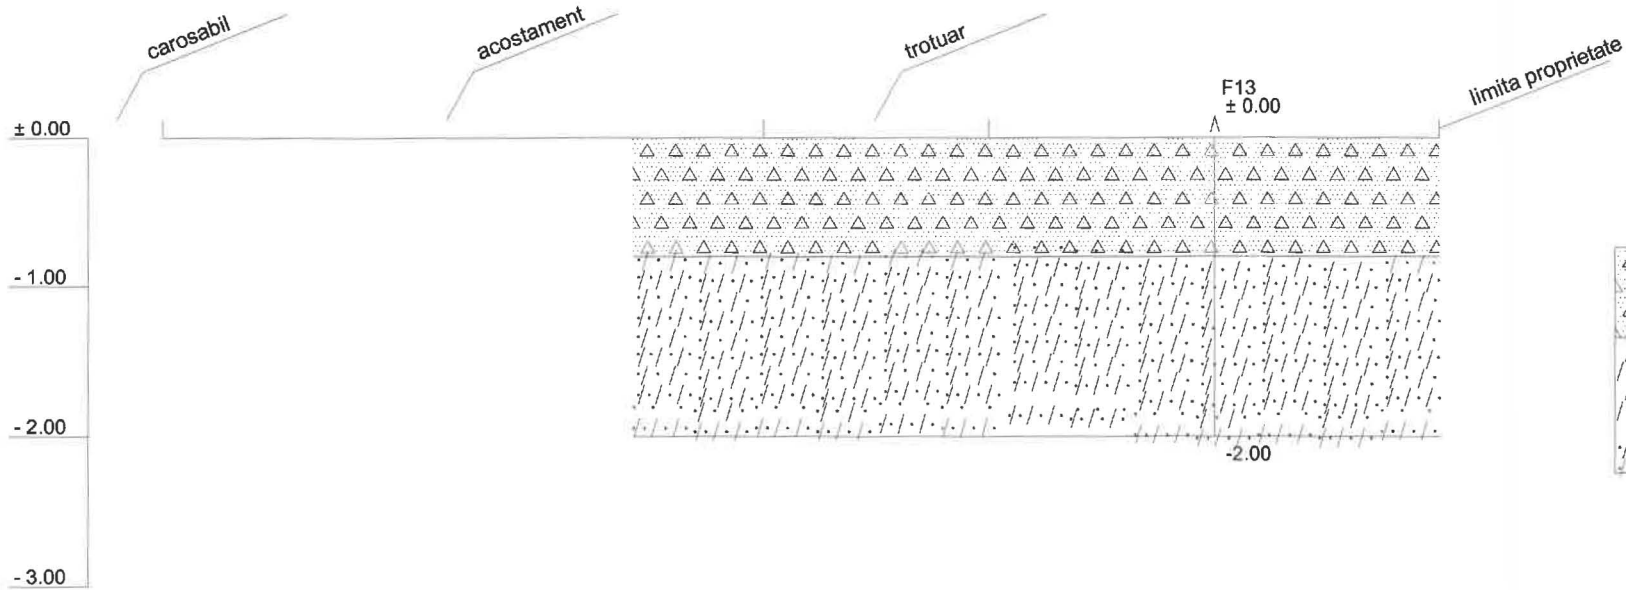 carosabil
acostament
trotuar
limita proprietate
F13
± 0.00
± 0.00
- 1.00
- 2.00
-2.00
- 3.00